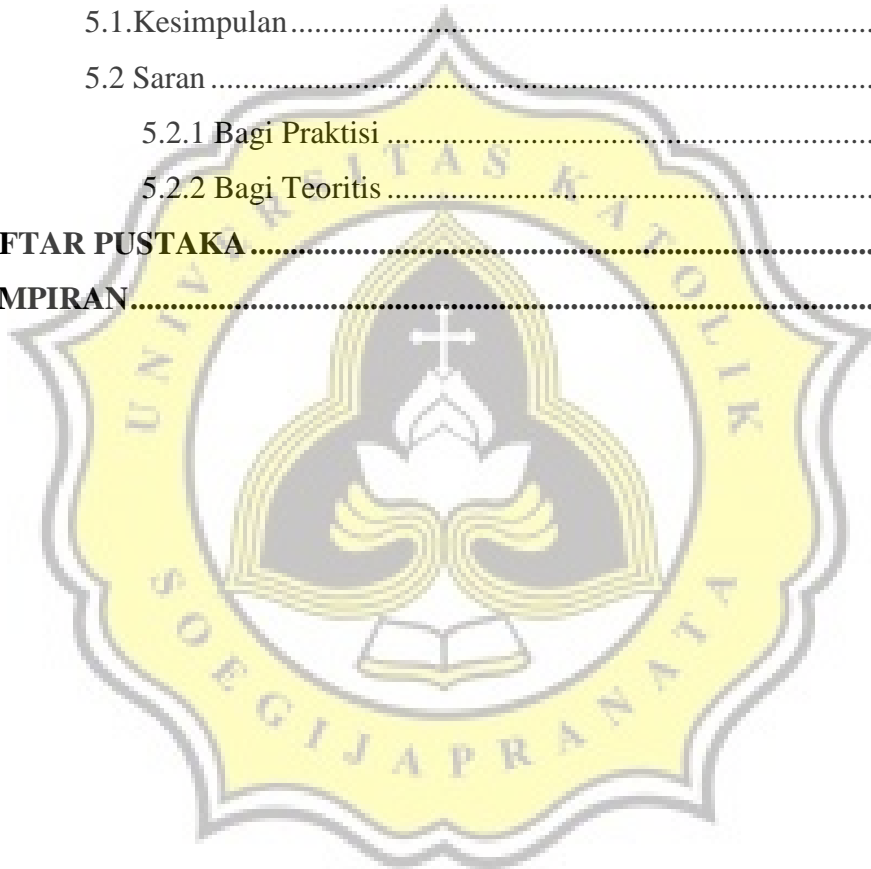 5.1.Kesimpulan........................................................................
5.2 Saran..................................................................................
5.2.1 Bagi Praktisi.............................................................
5.2.2 Bagi Teoritis.............................................................
FTAR PUSTAKA.............................................................................
MPIRAN...........................................................................................
UNIVERSITAS KATOLIK
SOEGIJAPRANATA